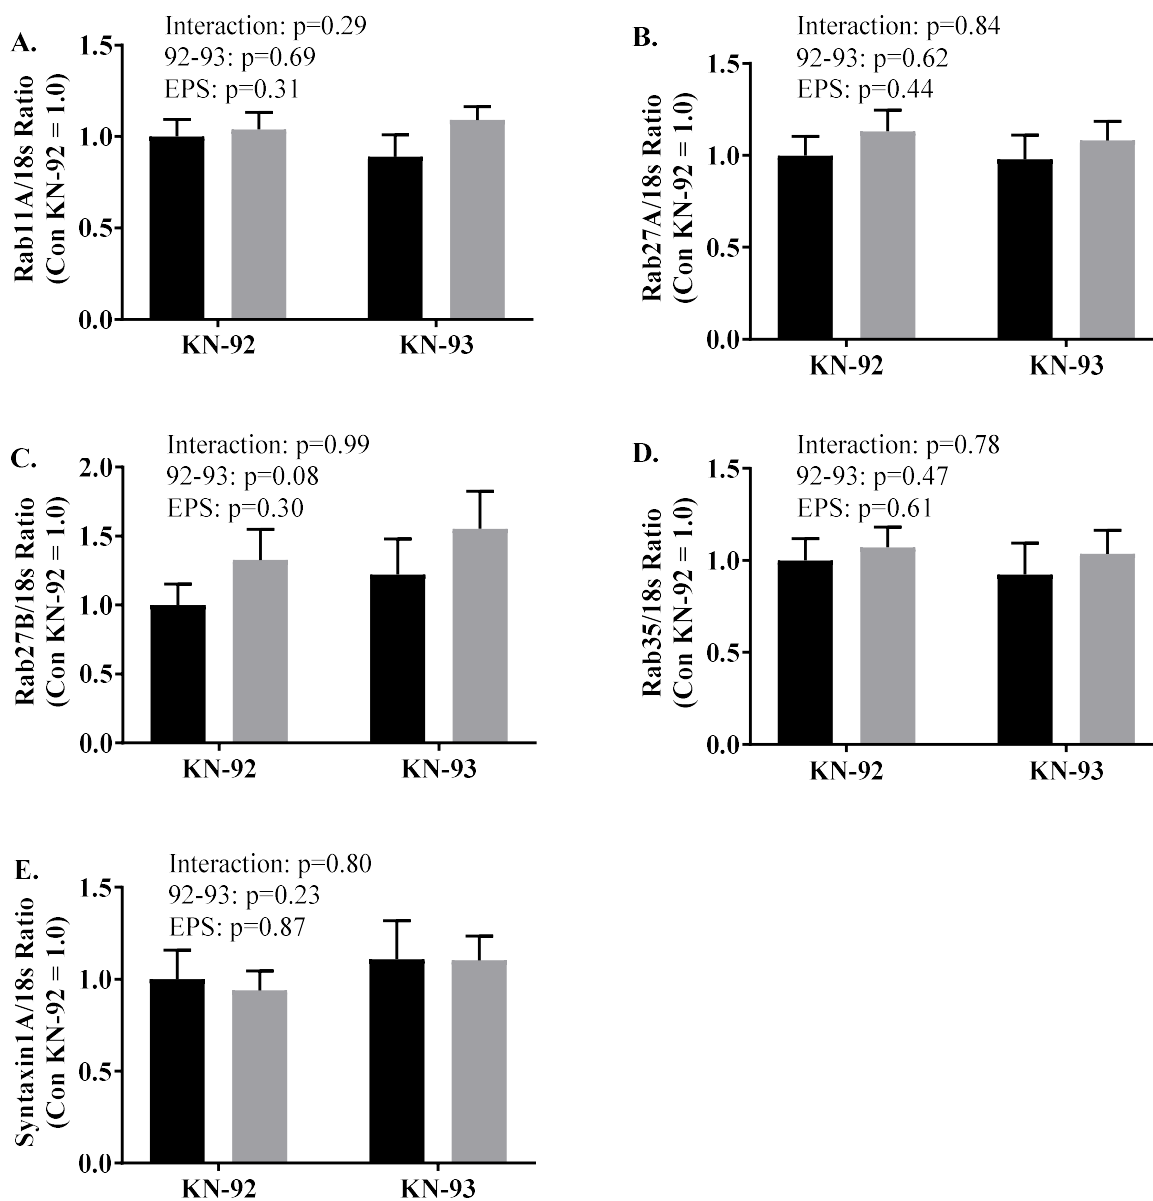 A.
Interaction: p=0.29
92-93: p=0.69
EPS: p=0.31
Rab11A/18s Ratio
(Con KN-92 = 1.0)
1.5
1.0
0.5
0.0
KN-92 KN-93
B.
Interaction: p=0.84
92-93: p=0.62
EPS: p=0.44
Rab27A/18s Ratio
(Con KN-92 = 1.0)
1.5
1.0
0.5
0.0
KN-92 KN-93
C.
Interaction: p=0.99
92-93: p=0.08
EPS: p=0.30
Rab27B/18s Ratio
(Con KN-92 = 1.0)
2.0
1.5
1.0
0.5
0.0
KN-92 KN-93
D.
Interaction: p=0.78
92-93: p=0.47
EPS: p=0.61
Rab35/18s Ratio
(Con KN-92 = 1.0)
1.5
1.0
0.5
0.0
KN-92 KN-93
E.
Interaction: p=0.80
92-93: p=0.23
EPS: p=0.87
Syntaxin1A/18s Ratio
(Con KN-92 = 1.0)
1.5
1.0
0.5
0.0
KN-92 KN-93